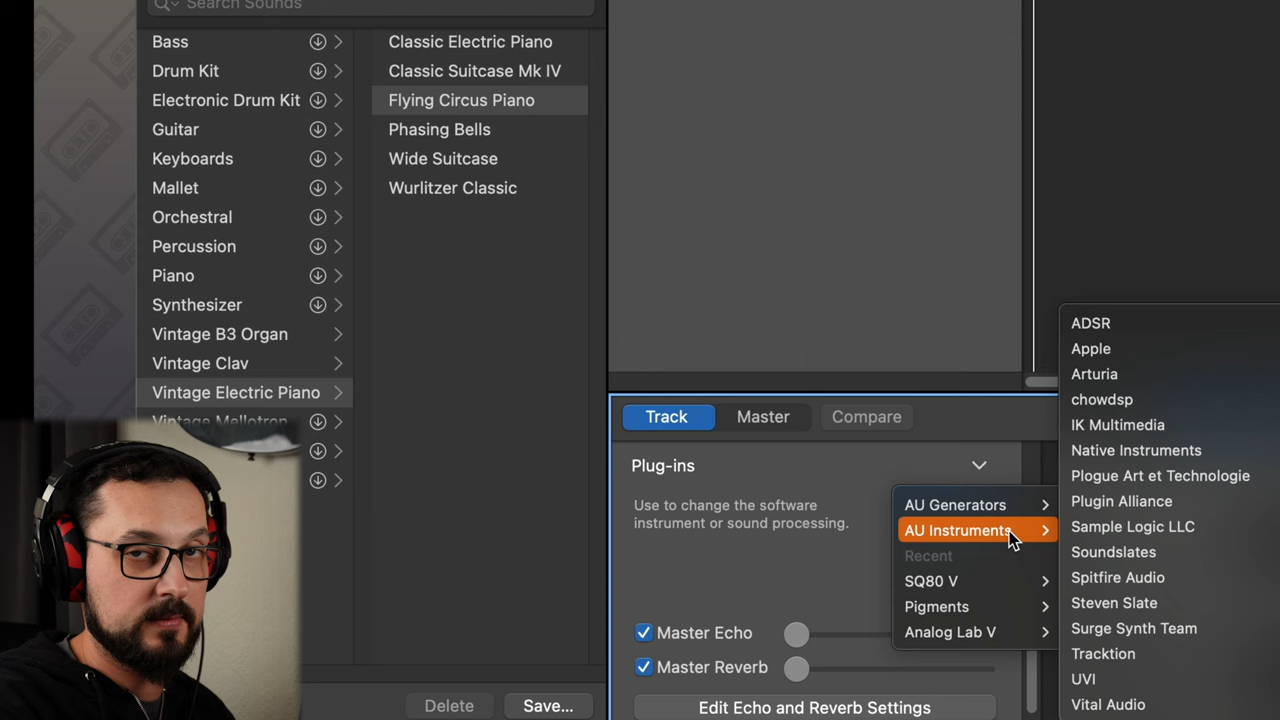 Search Sounds
Bass
Drum Kit
Electronic Drum Kit
Guitar
Keyboards
Mallet
Orchestral
Percussion
Piano
Synthesizer
Vintage B3 Organ
Vintage Clav
Vintage Electric Piano
Vintage Mellotron
Classic Electric Piano
Classic Suitcase Mk IV
Flying Circus Piano
Phasing Bells
Wide Suitcase
Wurlitzer Classic
Delete
Save...
Track
Master
Compare
Plug-ins
Use to change the software
instrument or sound processing.
Master Echo
Master Reverb
Edit Echo and Reverb Settings
AU Generators
AU Instruments
Recent
SQ80 V
Pigments
Analog Lab V
ADSR
Apple
Arturia
chowdsp
IK Multimedia
Native Instruments
Plogue Art et Technologie
Plugin Alliance
Sample Logic LLC
Soundslates
Spitfire Audio
Steven Slate
Surge Synth Team
Tracktion
UVI
Vital Audio